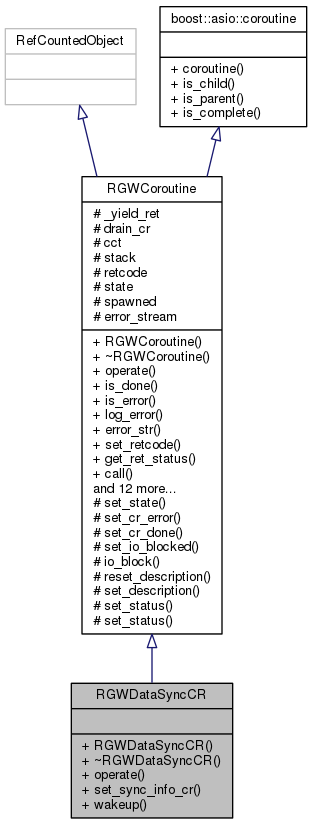 RefCountedObject
boost::asio::coroutine
+ coroutine()
+ is_child()
+ is_parent()
+ is_complete()
RGWCoroutine
# _yield_ret
# drain_cr
# cct
# stack
# retcode
# state
# spawned
# error_stream
+ RGWCoroutine()
+ ~RGWCoroutine()
+ operate()
+ is_done()
+ is_error()
+ log_error()
+ error_str()
+ set_retcode()
+ get_ret_status()
+ call()
and 12 more...
# set_state()
# set_cr_error()
# set_cr_done()
# set_io_blocked()
# io_block()
# reset_description()
# set_description()
# set_status()
# set_status()
RGWDataSyncCR
+ RGWDataSyncCR()
+ ~RGWDataSyncCR()
+ operate()
+ set_sync_info_cr()
+ wakeup()